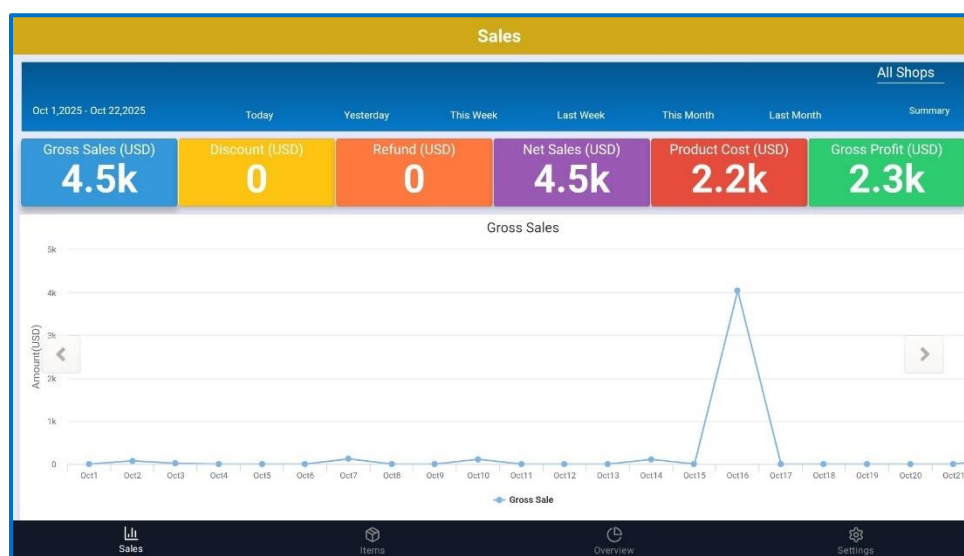 Sales
All Shops
Oct 1,2025 - Oct 22,2025 Today Yesterday This Week Last Week This Month Last Month Summary
Gross Sales (USD) Discount (USD) Refund (USD) Net Sales (USD) Product Cost (USD) Gross Profit (USD)
4.5k 0 0 4.5k 2.2k 2.3k
Gross Sales
Amount(USD)
5k
4k
3k
2k
1k
0
Oct1 Oct2 Oct3 Oct4 Oct5 Oct6 Oct7 Oct8 Oct9 Oct10 Oct11 Oct12 Oct13 Oct14 Oct15 Oct16 Oct17 Oct18 Oct19 Oct20 Oct21
Gross Sale
Sales Items Overview Settings